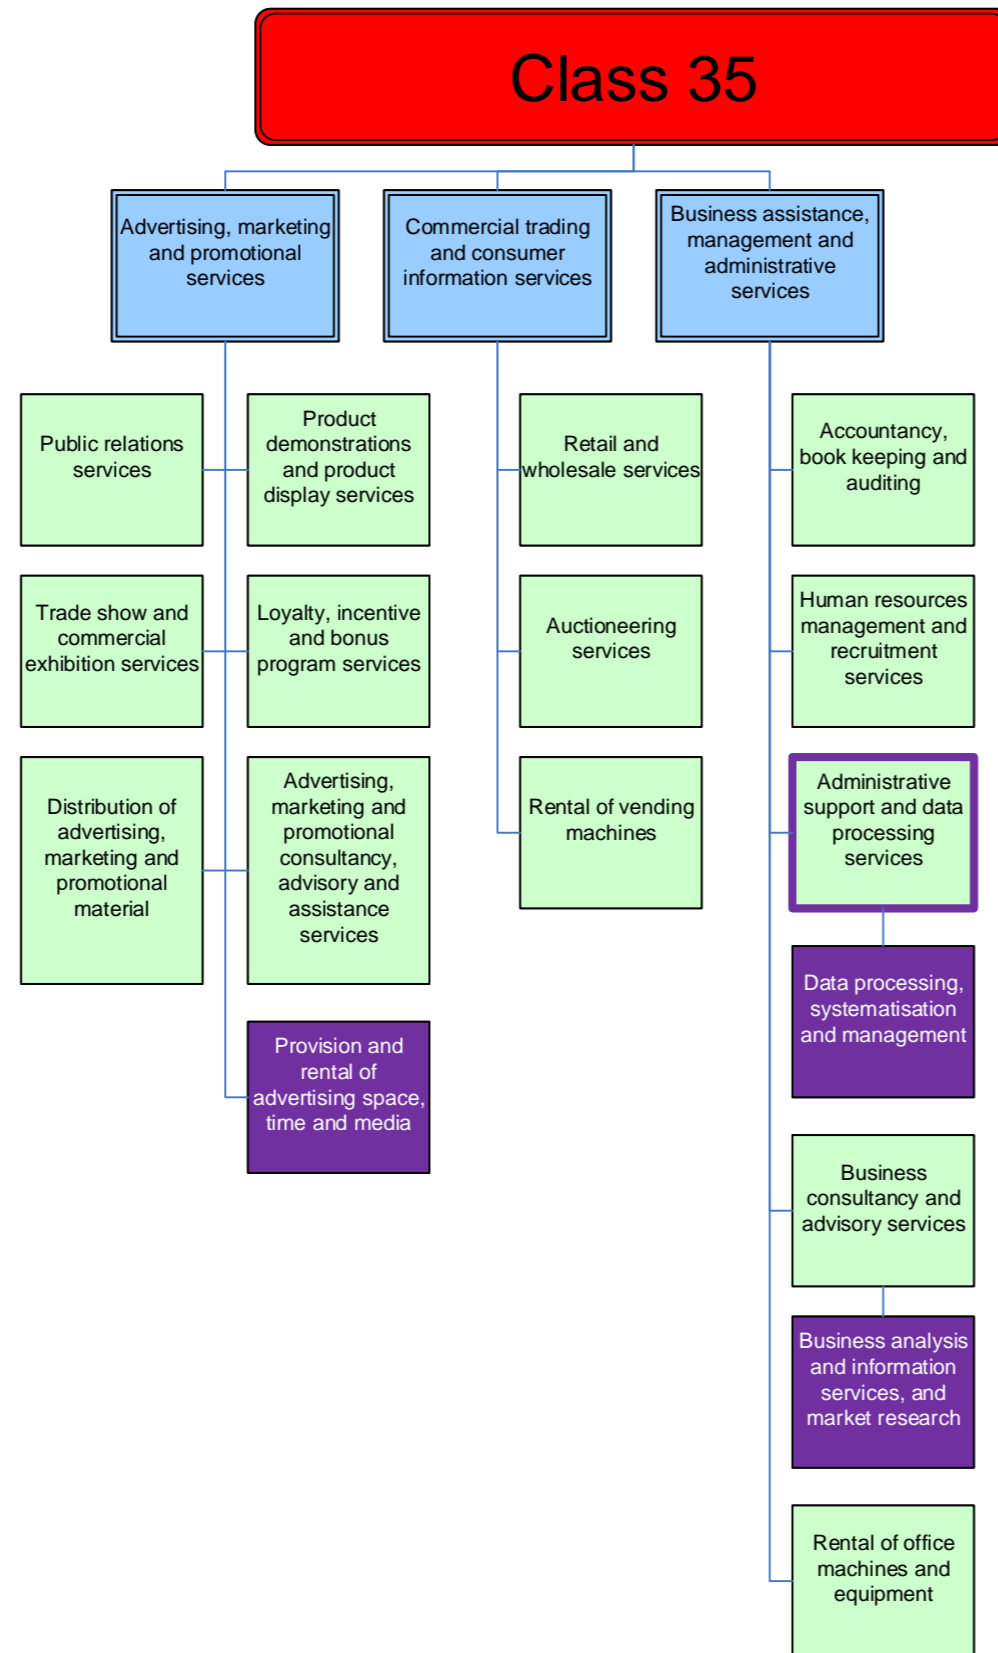 Class 35
Advertising, marketing
and promotional
services
Commercial trading
and consumer
information services
Business assistance,
management and
administrative
services
Public relations
services
Product
demonstrations
and product
display services
Retail and
wholesale services
Accountancy,
book keeping and
auditing
Trade show and
commercial
exhibition services
Loyalty, incentive
and bonus
program services
Auctioneering
services
Human resources
management and
recruitment
services
Distribution of
advertising,
marketing and
promotional
material
Advertising,
marketing and
promotional
consultancy,
advisory and
assistance
services
Rental of vending
machines
Administrative
support and data
processing
services
Data processing,
systematisation
and management
Provision and
rental of
advertising space,
time and media
Business
consultancy and
advisory services
Business analysis
and information
services, and
market research
Rental of office
machines and
equipment